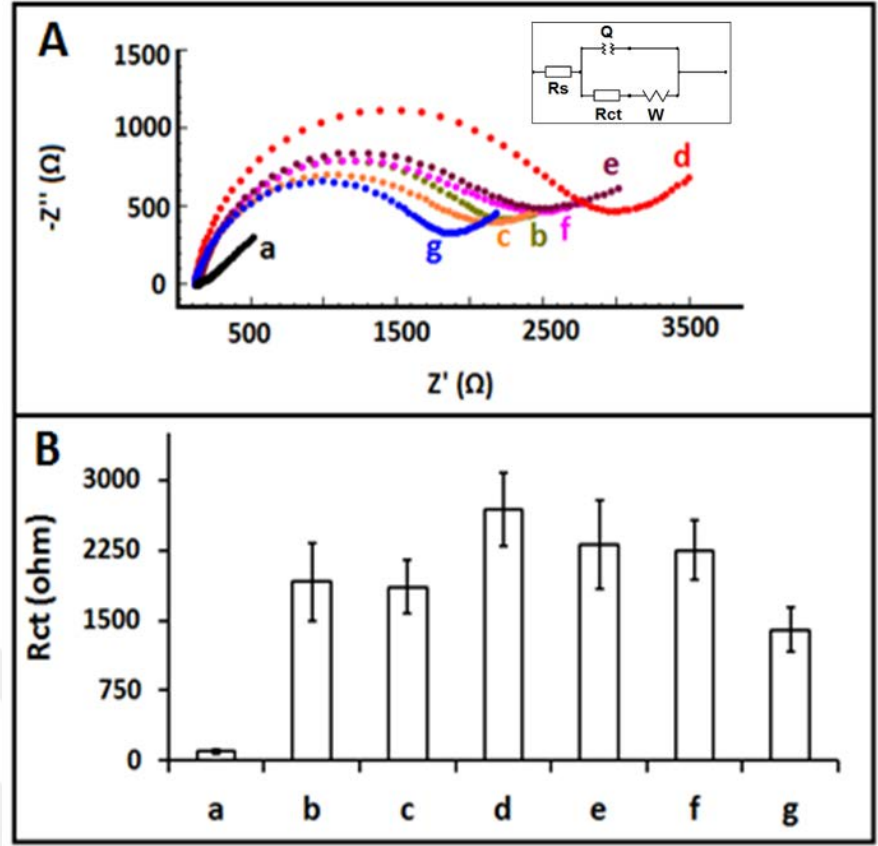 A
1500
1000
500
0
-Z'' (Ω)
Q
Rs
Rct W
a
g
c
b
f
e
d
500 1500 2500 3500
Z' (Ω)
B
3000
2250
1500
750
0
Rct (ohm)
a b c d e f g